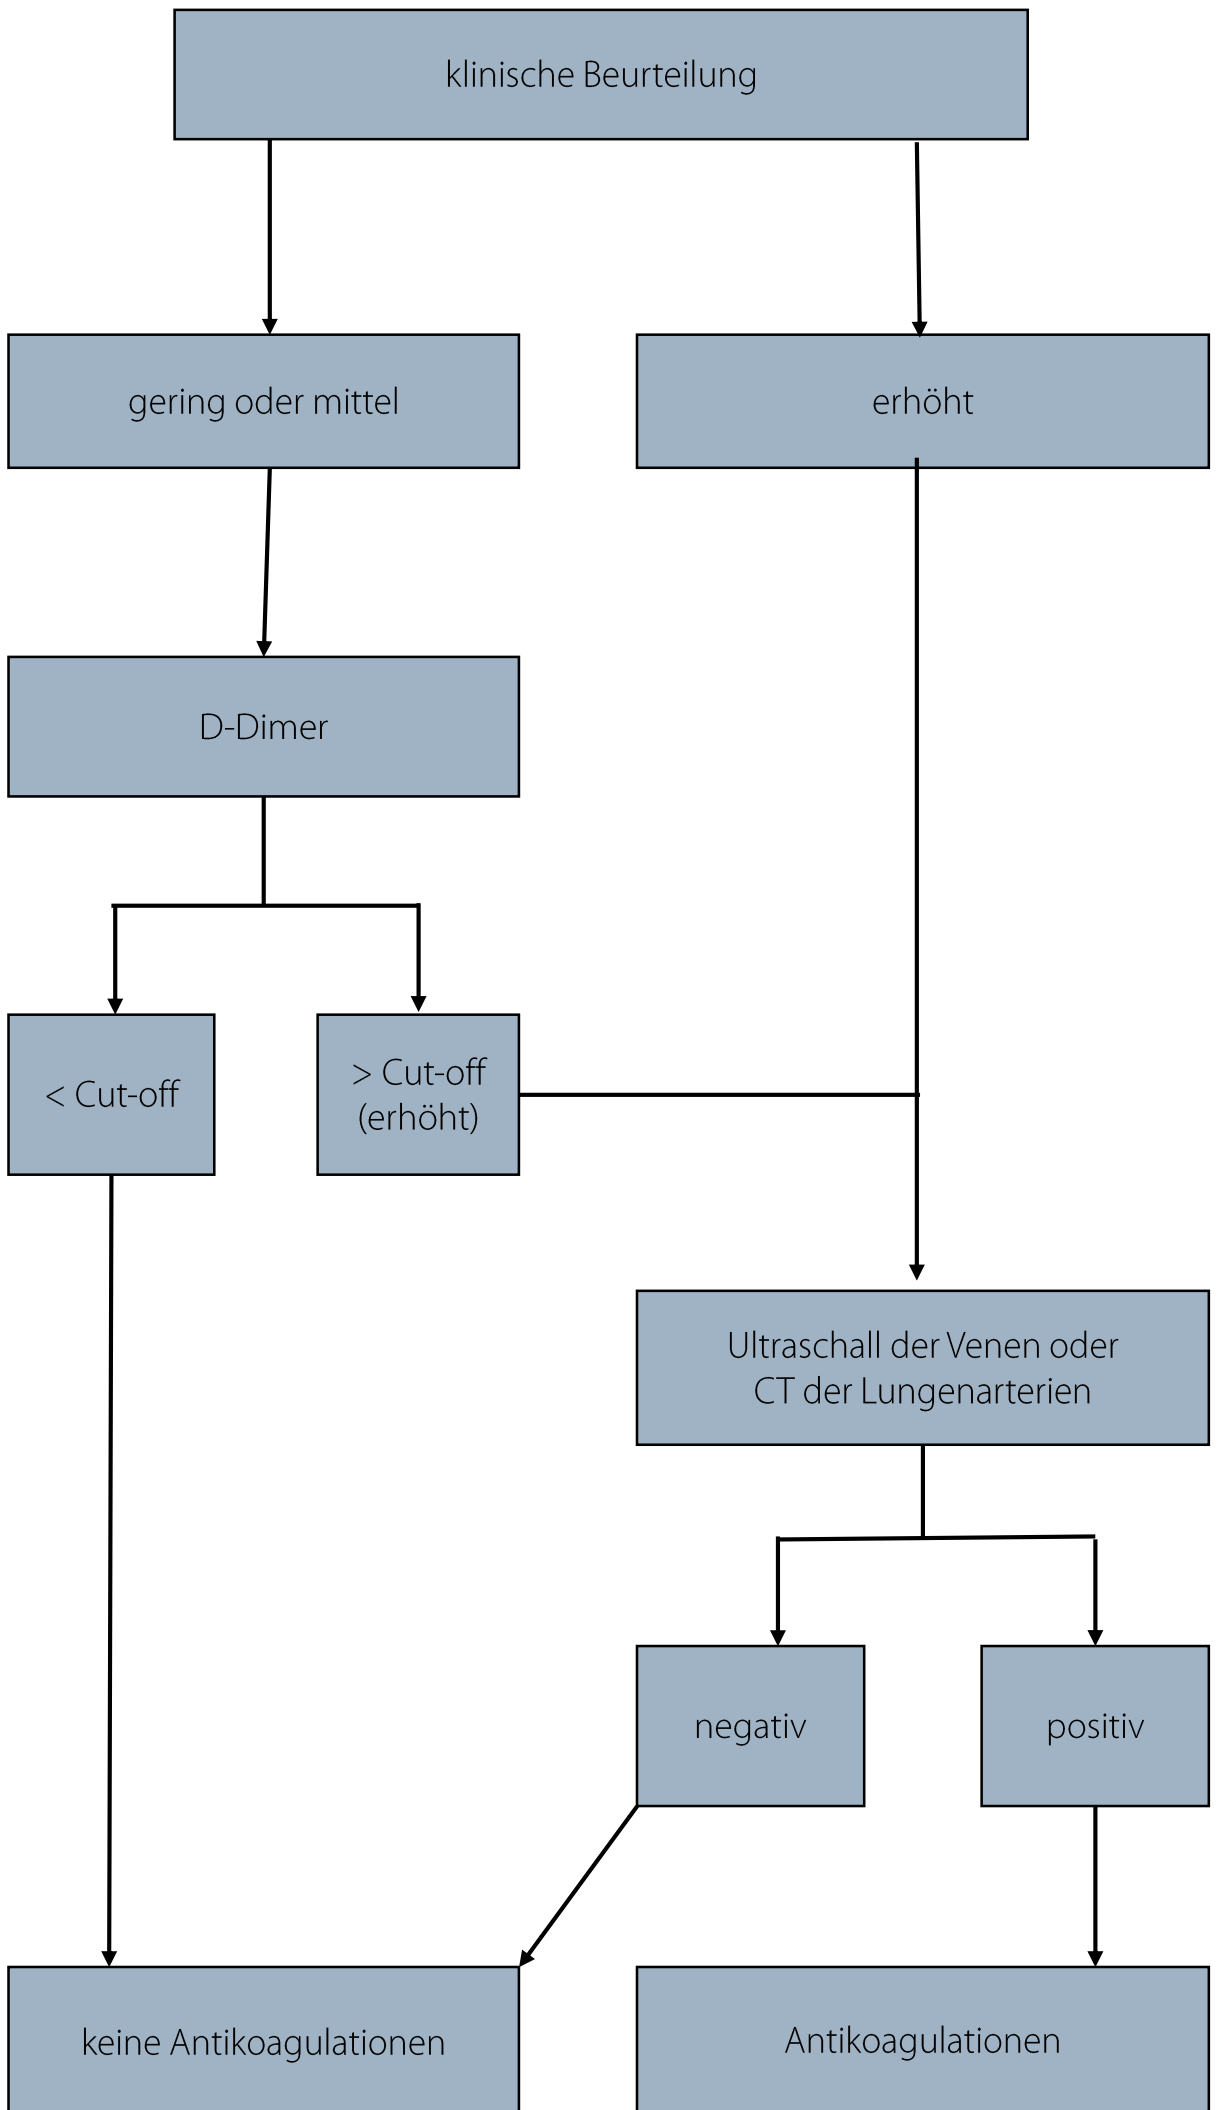 klinische Beurteilung
gering oder mittel
erhöht
D-Dimer
< Cut-off
> Cut-off
(erhöht)
Ultraschall der Venen oder
CT der Lungenarterien
negativ
positiv
keine Antikoagulationen
Antikoagulationen